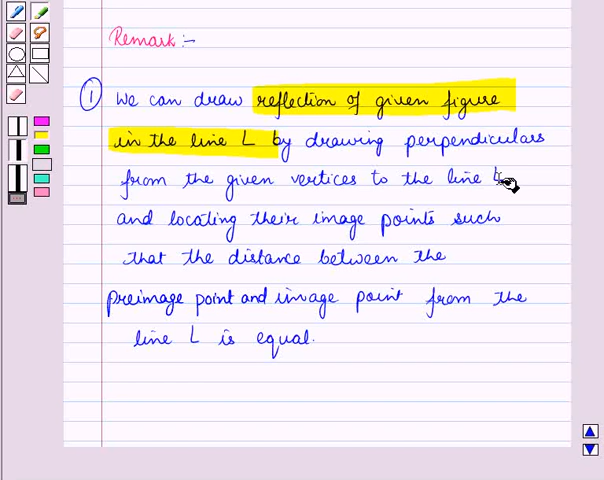 Remark :-
① We can draw reflection of given figure
in the line L by drawing perpendiculars
from the given vertices to the line L
and locating their image points such
that the distance between the
preimage point and image point from the
line L is equal.